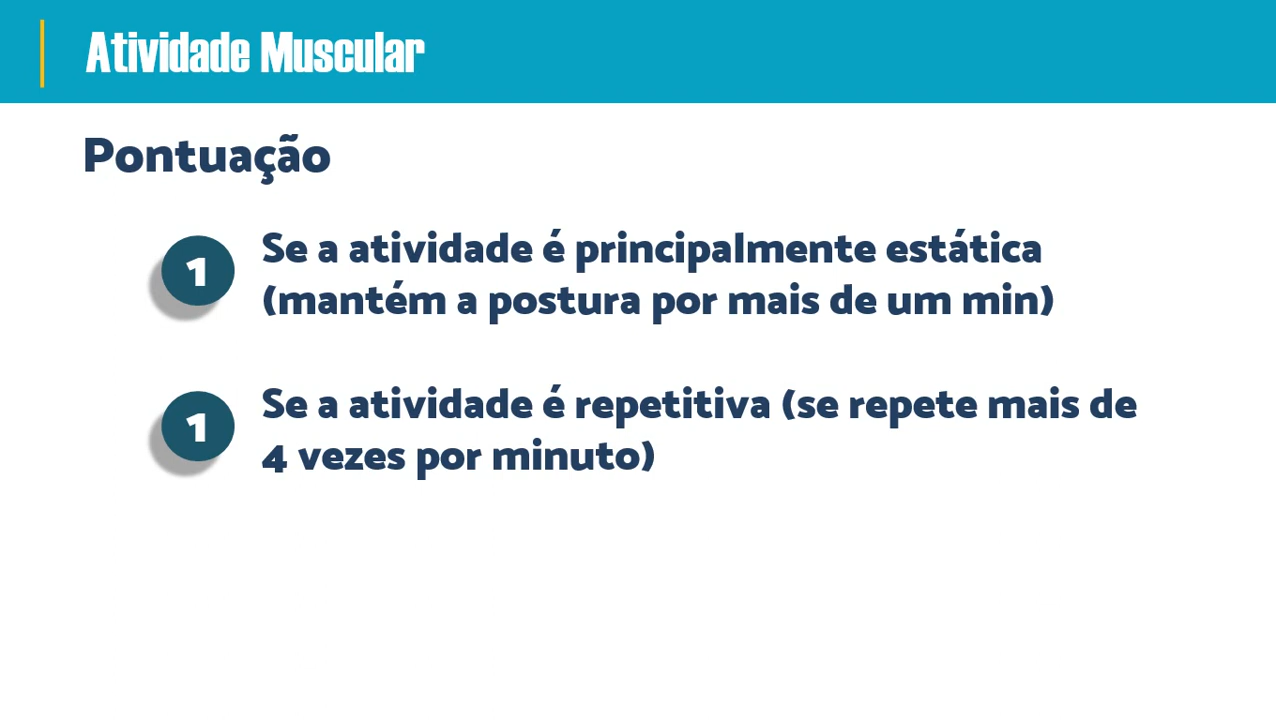 Atividade Muscular
Pontuação
1 Se a atividade é principalmente estática
(mantém a postura por mais de um min)
1 Se a atividade é repetitiva (se repete mais de
4 vezes por minuto)